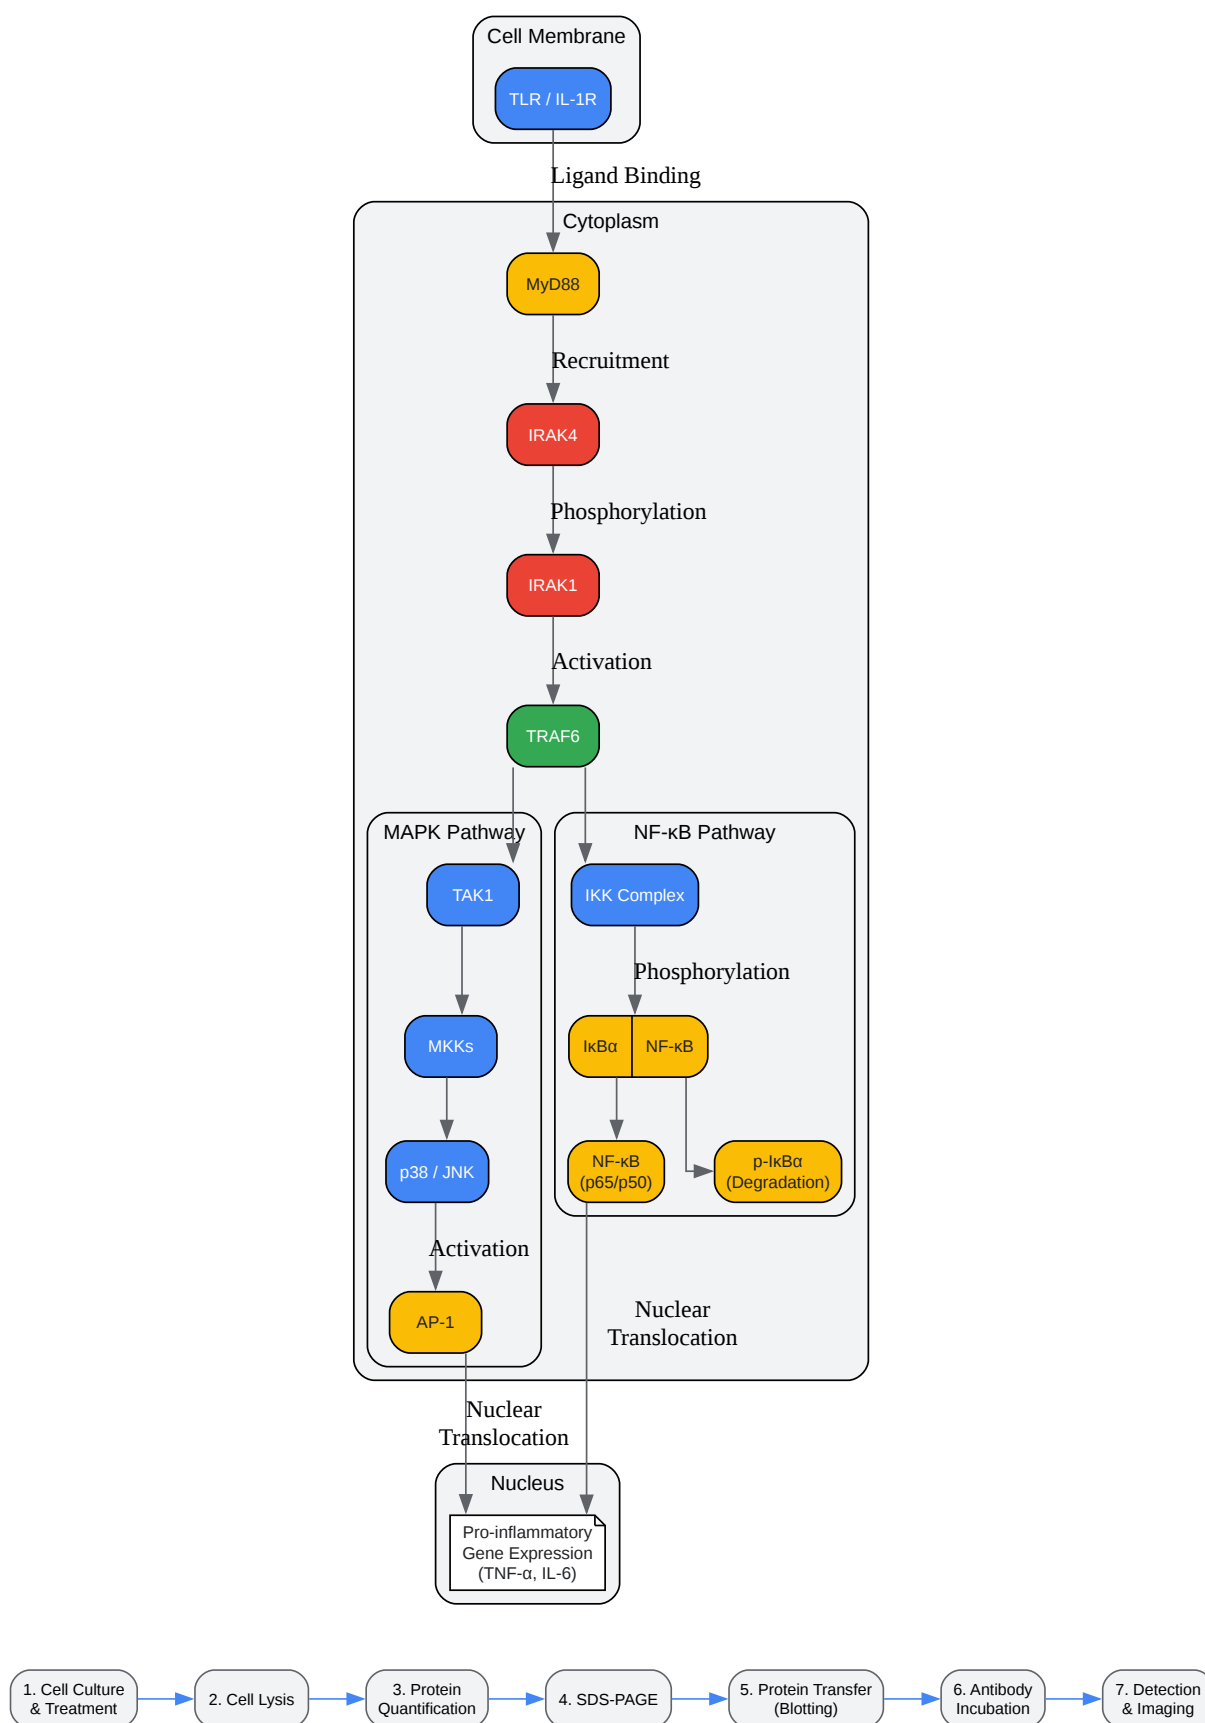 Cell Membrane
TLR / IL-1R
Ligand Binding
Cytoplasm
MyD88
Recruitment
IRAK4
Phosphorylation
IRAK1
Activation
TRAF6
MAPK Pathway
NF-κB Pathway
TAK1
IKK Complex
Phosphorylation
MKKs
IκBα
NF-κB
p38 / JNK
NF-κB
(p65/p50)
p-IκBα
(Degradation)
Activation
AP-1
Nuclear
Translocation
Nuclear
Translocation
Nucleus
Pro-inflammatory
Gene Expression
(TNF-α, IL-6)
1. Cell Culture
& Treatment
2. Cell Lysis
3. Protein
Quantification
4. SDS-PAGE
5. Protein Transfer
(Blotting)
6. Antibody
Incubation
7. Detection
& Imaging